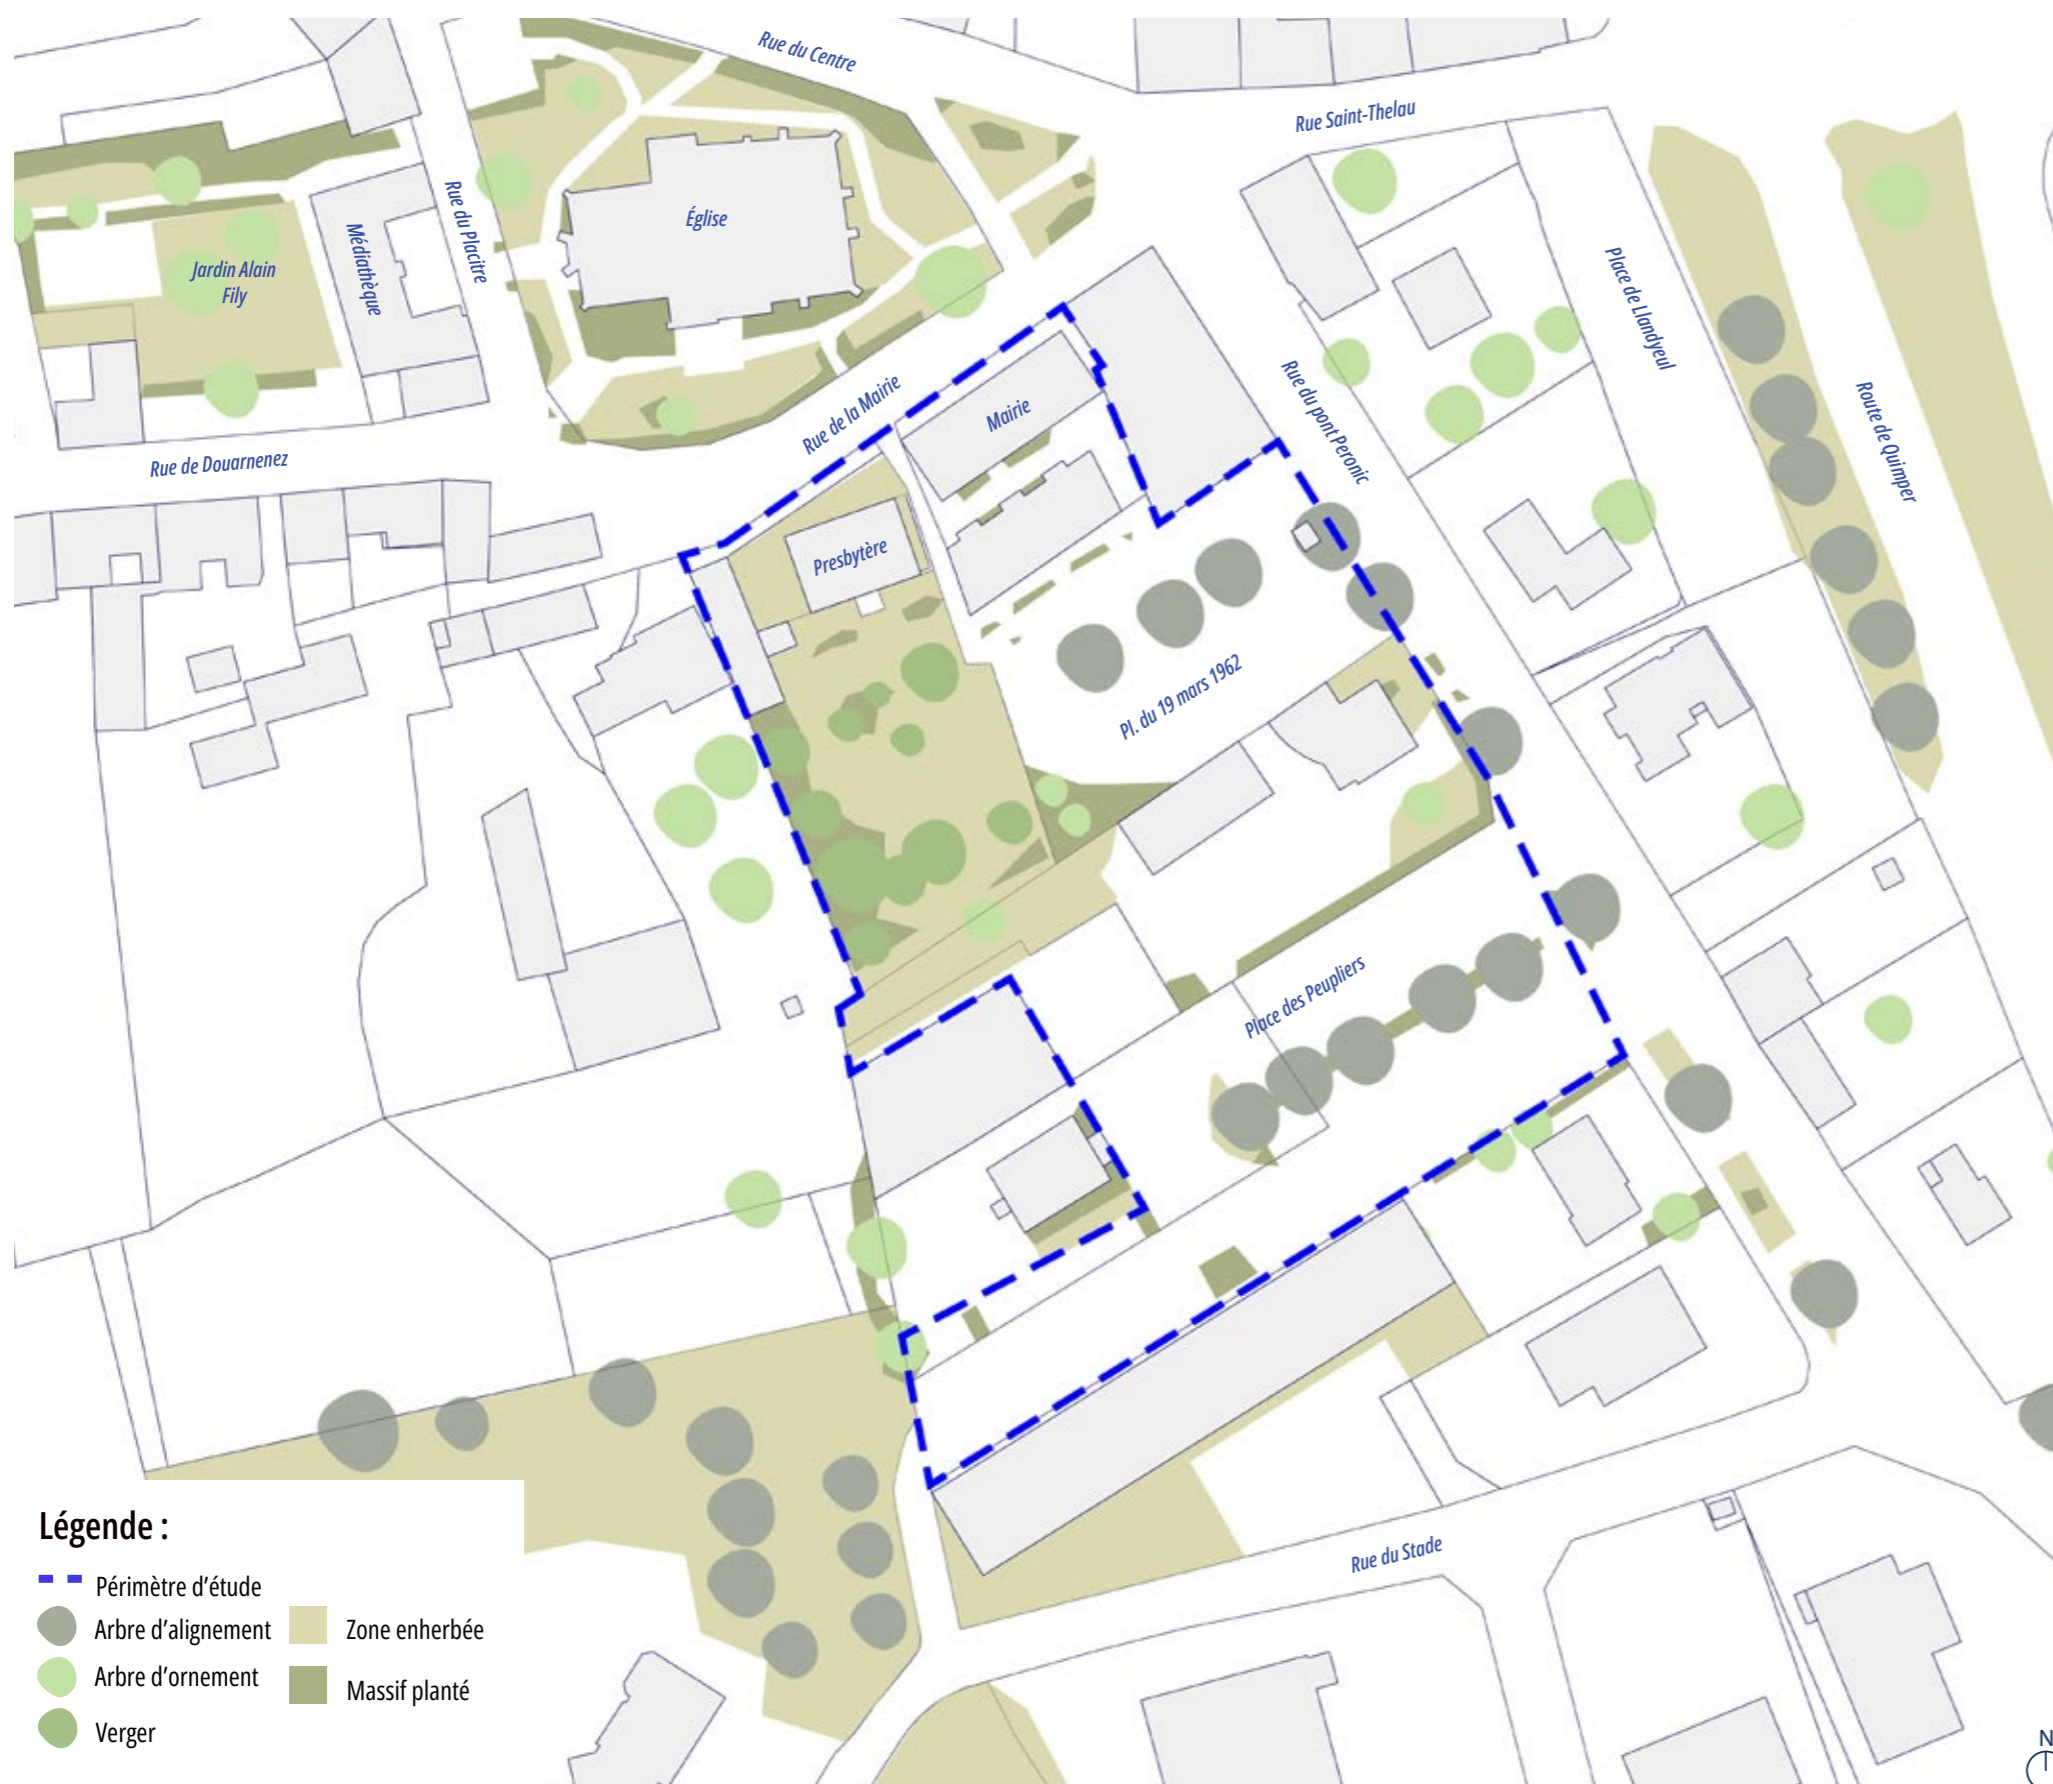 Rue du Centre
Rue Saint-Thelau
Rue du Placitre
Église
Médiathèque
Jardin Alain
Fily
Place de Llandyeul
Rue de la Mairie
Mairie
Rue du pont Peronic
Route de Quimper
Rue de Douarnenez
Presbytère
Pl. du 19 mars 1962
Place des Peupliers
Rue du Stade
Légende :
Périmètre d'étude
Arbre d'alignement
Zone enherbée
Arbre d'ornement
Massif planté
Verger
N